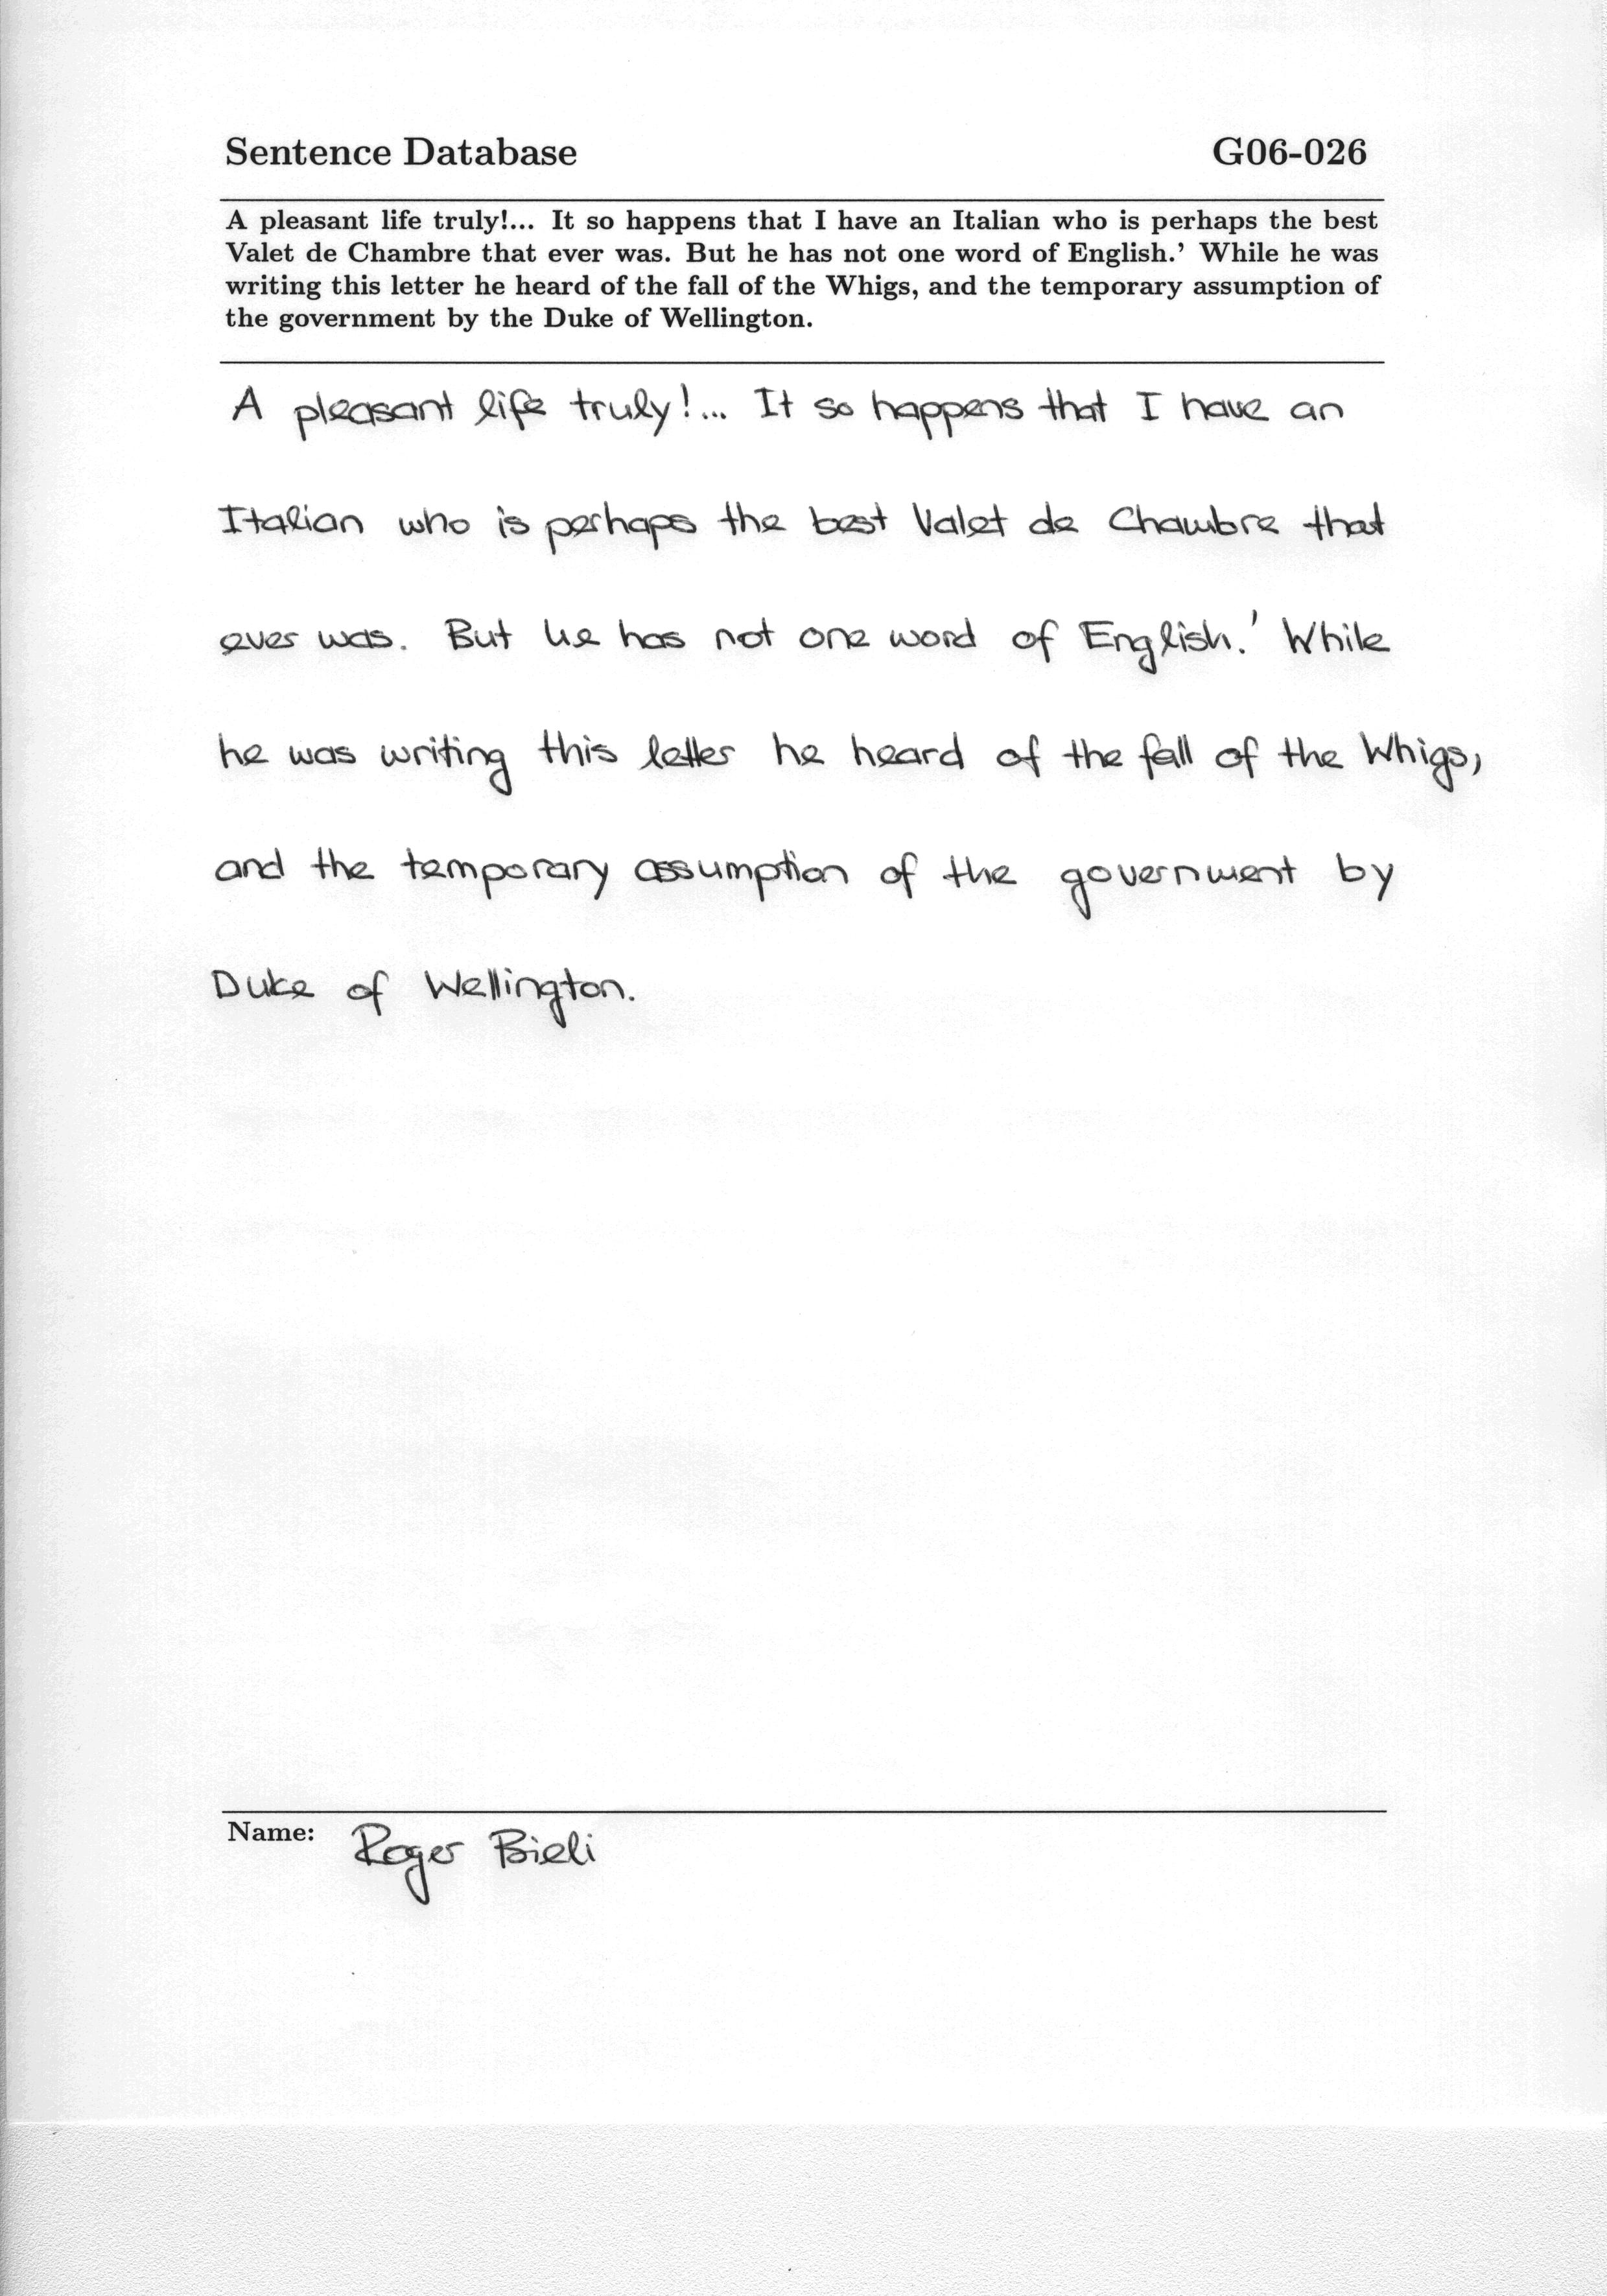 Sentence Database G06-026
A pleasant life truly!... It so happens that I have an Italian who is perhaps the best
Valet de Chambre that ever was. But he has not one word of English.' While he was
writing this letter he heard of the fall of the Whigs, and the temporary assumption of
the government by the Duke of Wellington.
A pleasant life truly!... It so happens that I have an
Italian who is perhaps the best Valet de Chambre that
ever was. But he has not one word of English.' While
he was writing this letter he heard of the fall of the Whigs,
and the temporary assumption of the government by
Duke of Wellington.
Name: Roger Bieli